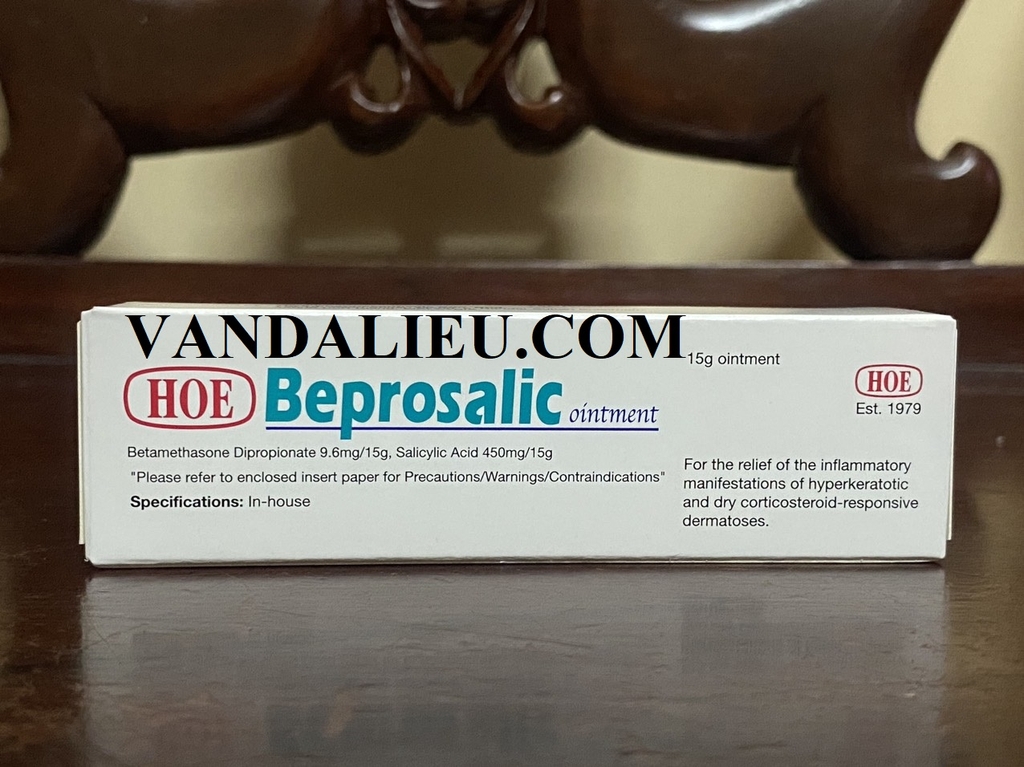 VANDALIEU.COM
15g ointment
HOE Beprosalic ointment
HOE
Est. 1979
Betamethasone Dipropionate 9.6mg/15g, Salicylic Acid 450mg/15g
"Please refer to enclosed insert paper for Precautions/Warnings/Contraindications"
Specifications: In-house
For the relief of the inflammatory
manifestations of hyperkeratotic
and dry corticosteroid-responsive
dermatoses.